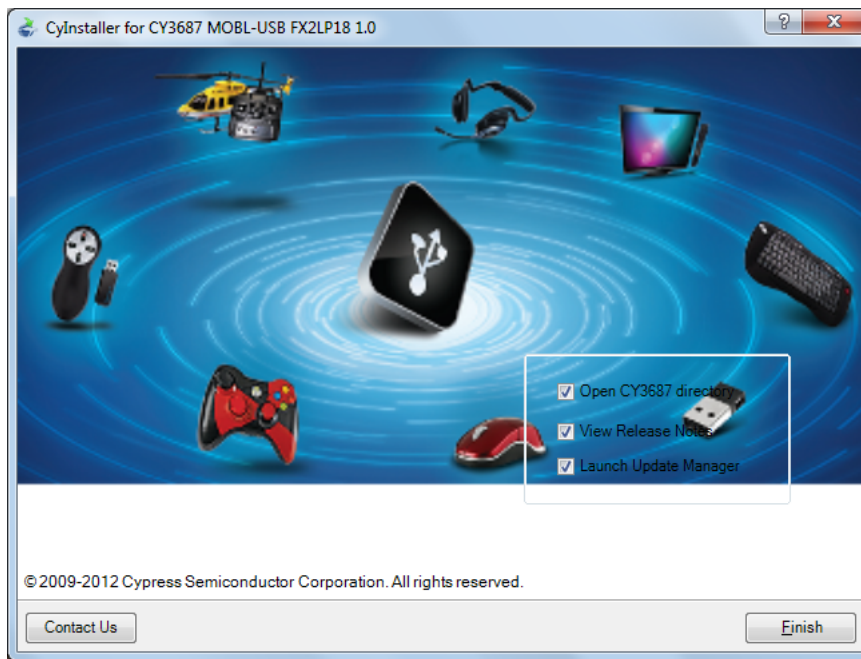 CyInstaller for CY3687 MOBL-USB FX2LP18 1.0
Open CY3687 directory
View Release Notes
Launch Update Manager
© 2009-2012 Cypress Semiconductor Corporation. All rights reserved.
Contact Us
Finish